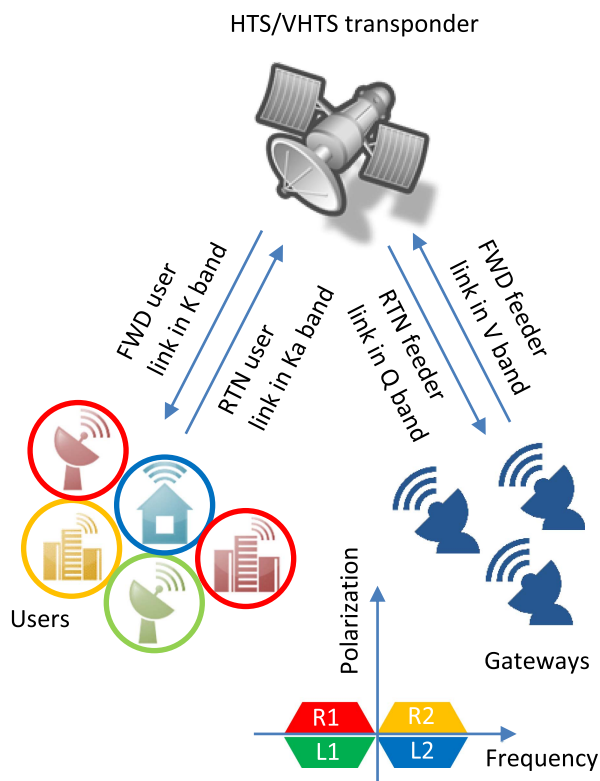 HTS/VHTS transponder
FWD user
link in K band
RTN user
link in Ka band
RTN feeder
link in Q band
FWD feeder
link in V band
Users
Gateways
Polarization
R1
R2
L1
L2
Frequency